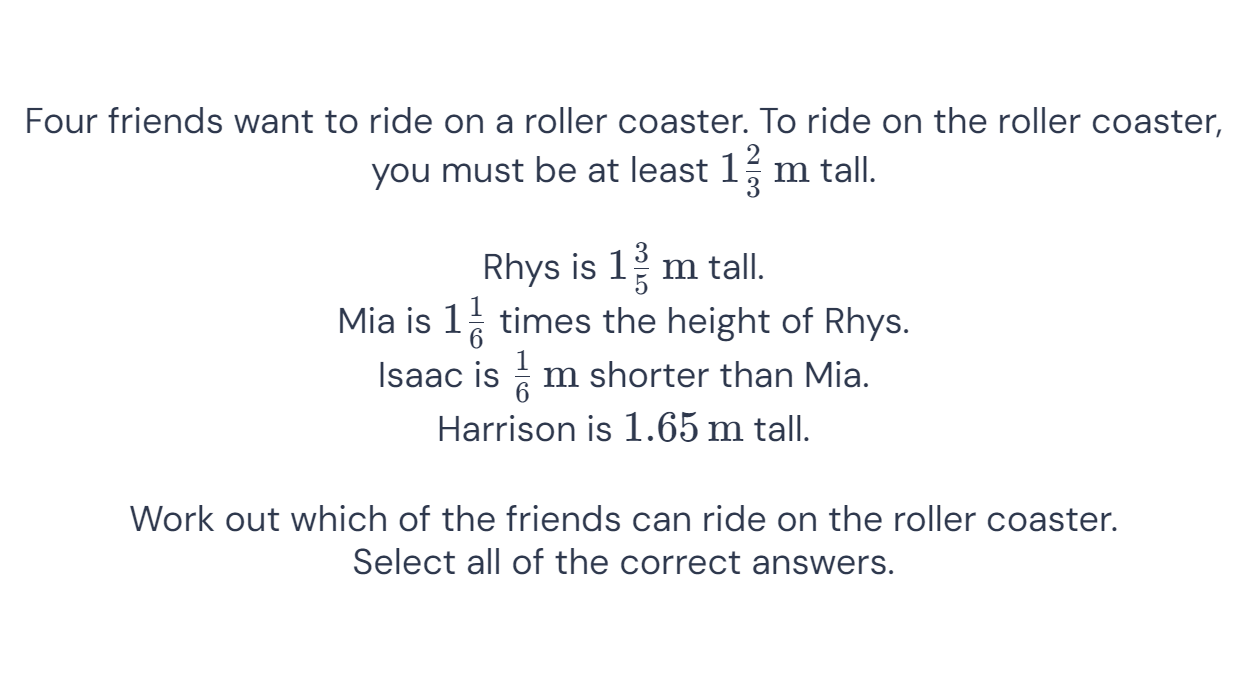 Four friends want to ride on a roller coaster. To ride on the roller coaster,
you must be at least 1 2/3 m tall.
Rhys is 1 3/5 m tall.
Mia is 1 1/6 times the height of Rhys.
Isaac is 1/6 m shorter than Mia.
Harrison is 1.65 m tall.
Work out which of the friends can ride on the roller coaster.
Select all of the correct answers.